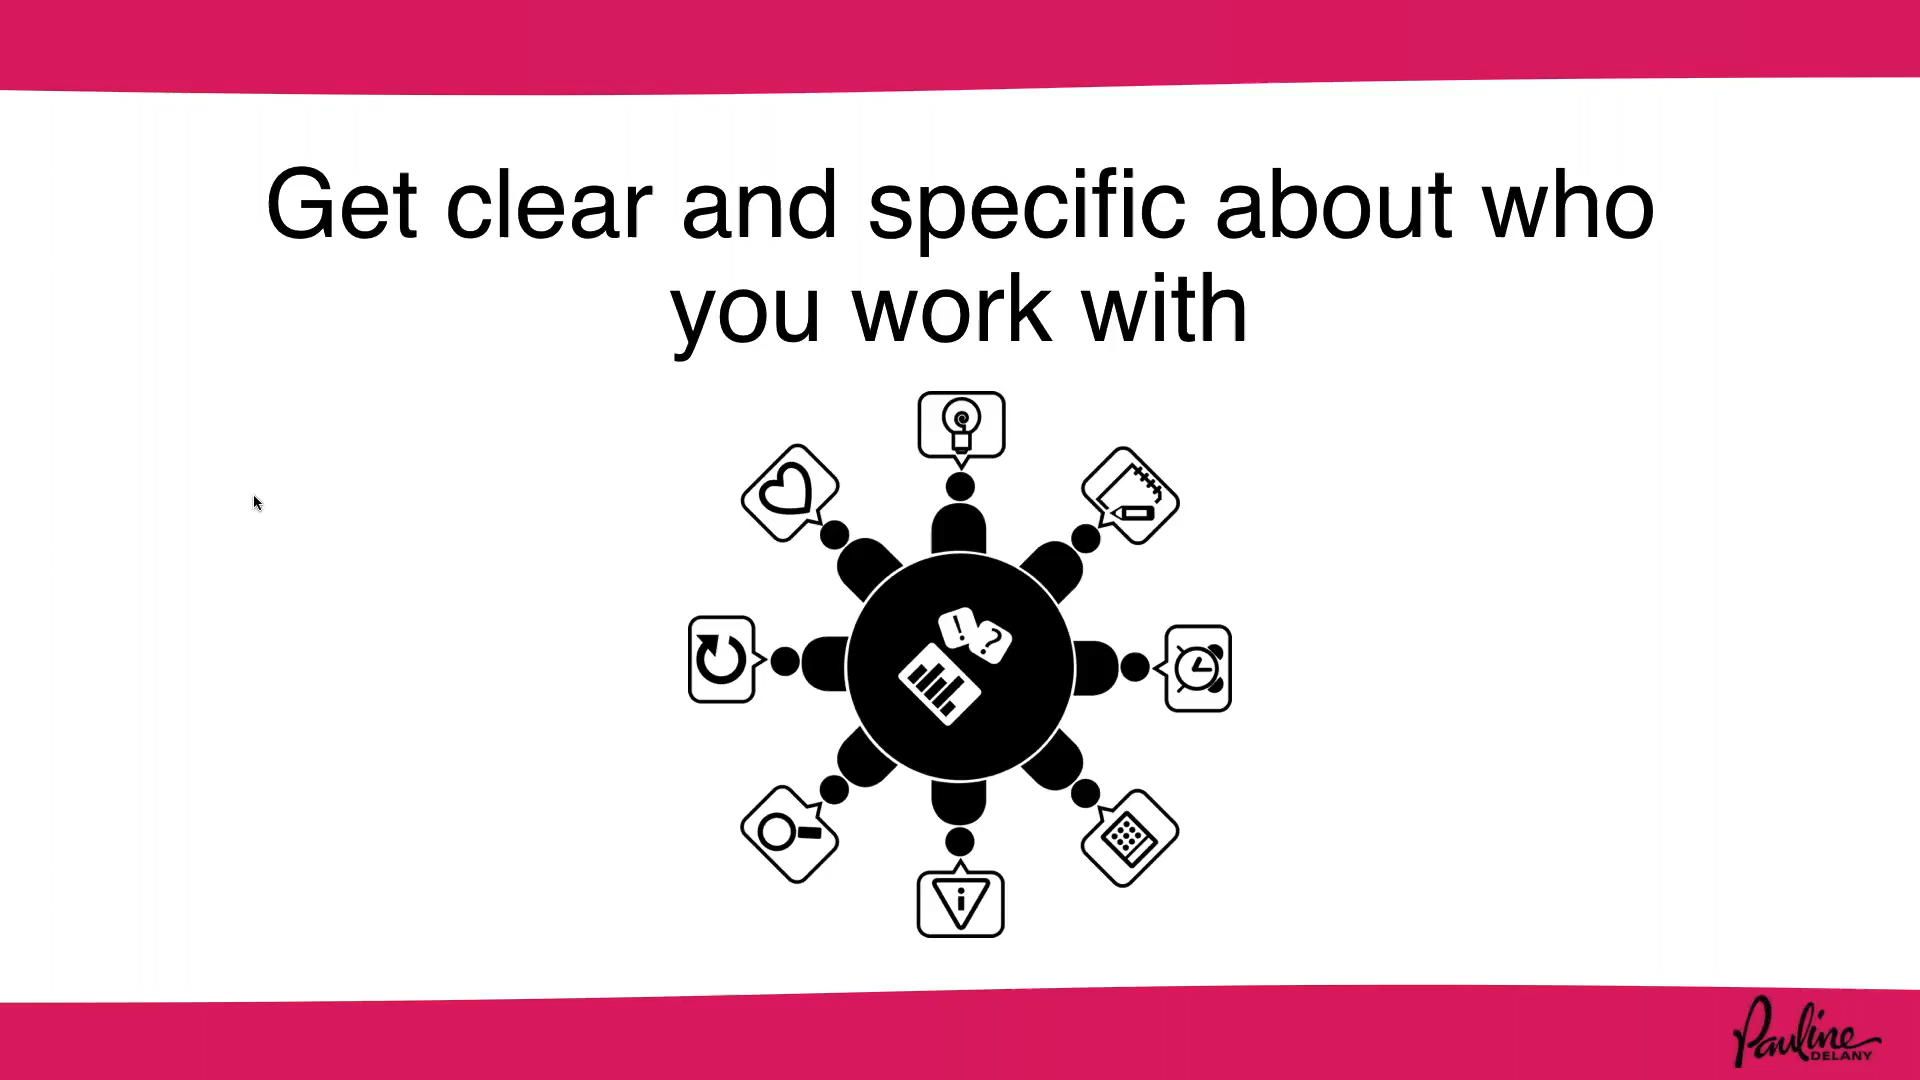 Get clear and specific about who
you work with
! ?
i
Pauline
DELANY